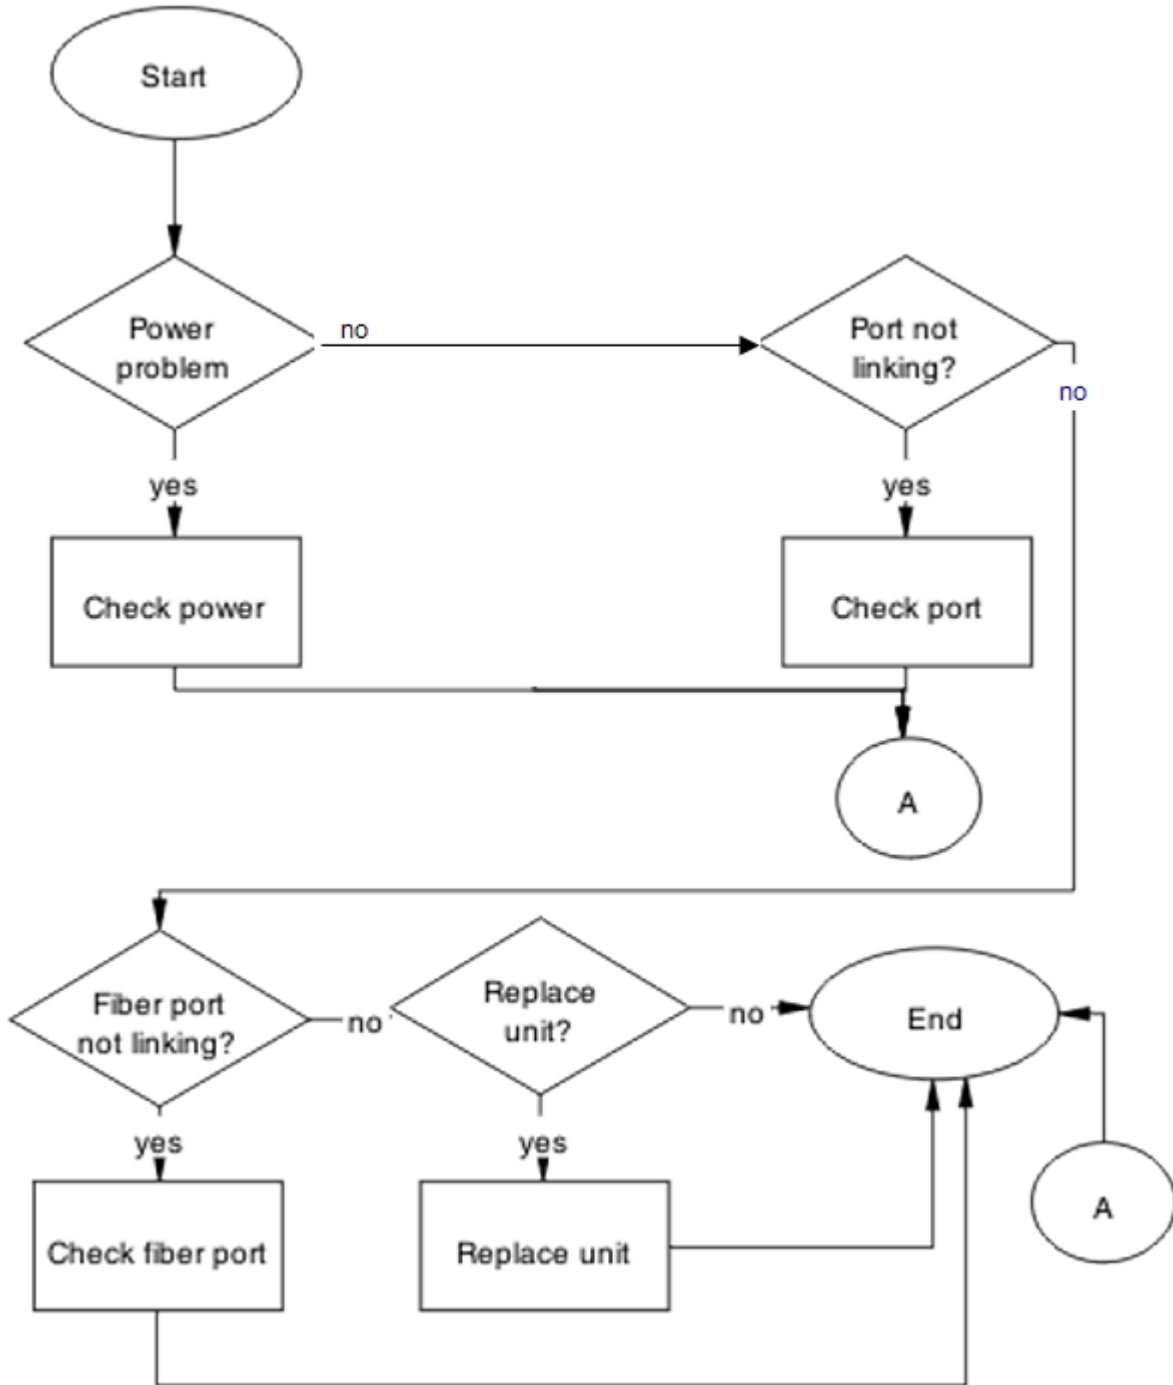 Start
Power
problem
no
Port not
linking?
no
yes
yes
Check power
Check port
A
Fiber port
not linking?
no
Replace
unit?
no
End
yes
yes
Check fiber port
Replace unit
A